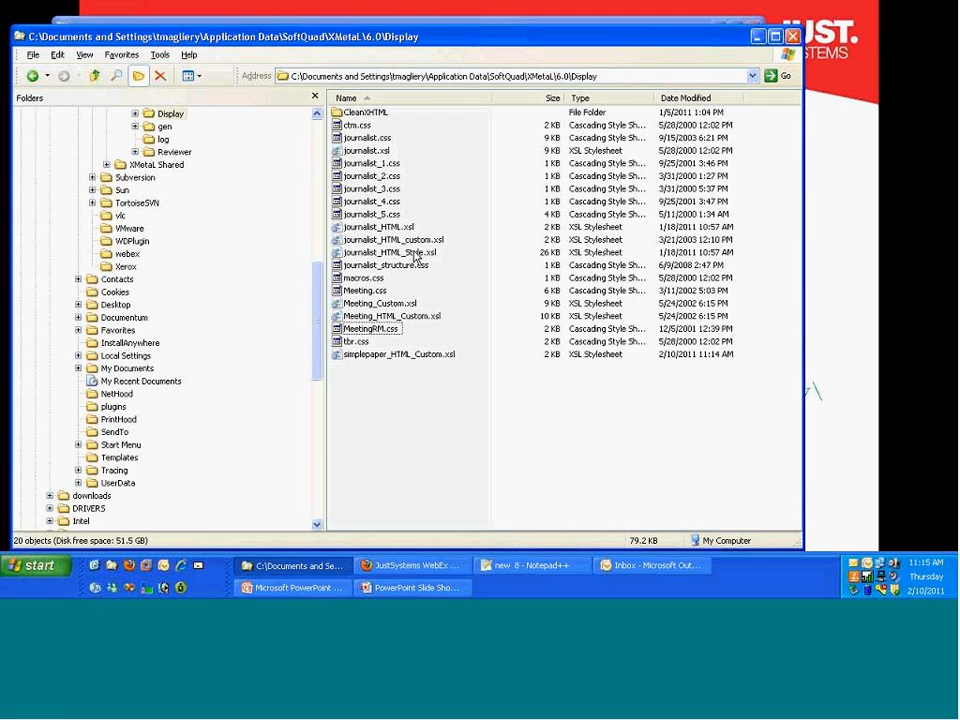 C:\Documents and Settings\tmagliery\Application Data\SoftQuad\XMetaL\6.0\Display
UST.
SYSTEMS
File Edit View Favorites Tools Help
Address C:\Documents and Settings\tmagliery\Application Data\SoftQuad\XMetaL\6.0\Display Go
Folders
Display
gen
log
Reviewer
XMetaL Shared
Subversion
Sun
TortoiseSVN
vlc
VMware
WDPlugin
webex
Xerox
Contacts
Cookies
Desktop
Documentum
Favorites
InstallAnywhere
Local Settings
My Documents
My Recent Documents
NetHood
plugins
PrintHood
SendTo
Start Menu
Templates
Tracing
UserData
downloads
DRIVERS
Intel
Name Size Type Date Modified
CleanXHTML File Folder 1/5/2011 1:04 PM
ctm.css 2 KB Cascading Style Sh... 5/28/2000 12:02 PM
journalist.css 9 KB Cascading Style Sh... 9/15/2003 6:21 PM
journalist.xsl 9 KB XSL Stylesheet 5/28/2000 12:02 PM
journalist_1.css 1 KB Cascading Style Sh... 9/25/2001 3:46 PM
journalist_2.css 1 KB Cascading Style Sh... 3/31/2000 1:27 PM
journalist_3.css 1 KB Cascading Style Sh... 3/31/2000 5:37 PM
journalist_4.css 1 KB Cascading Style Sh... 9/25/2001 3:47 PM
journalist_5.css 4 KB Cascading Style Sh... 5/11/2000 1:34 AM
journalist_HTML.xsl 1 KB XSL Stylesheet 1/18/2011 10:57 AM
journalist_HTML_custom.xsl 2 KB XSL Stylesheet 3/21/2003 12:10 PM
journalist_HTML_Style.xsl 26 KB XSL Stylesheet 1/18/2011 10:57 AM
journalist_structure.css 1 KB Cascading Style Sh... 6/9/2008 2:47 PM
macros.css 1 KB Cascading Style Sh... 5/28/2000 12:02 PM
Meeting.css 6 KB Cascading Style Sh... 3/11/2002 5:03 PM
Meeting_Custom.xsl 9 KB XSL Stylesheet 5/24/2002 6:15 PM
Meeting_HTML_Custom.xsl 10 KB XSL Stylesheet 5/24/2002 6:15 PM
MeetingRM.css 2 KB Cascading Style Sh... 12/5/2001 12:39 PM
tbr.css 2 KB Cascading Style Sh... 5/28/2000 12:02 PM
simplepaper_HTML_Custom.xsl 2 KB XSL Stylesheet 2/10/2011 11:14 AM
\
20 objects (Disk free space: 51.5 GB) 79.2 KB My Computer
start C:\Documents and Se... JustSystems WebEx ... new 8 - Notepad++ Inbox - Microsoft Out... 11:15 AM
Thursday
Microsoft PowerPoint ... PowerPoint Slide Sho... 2/10/2011